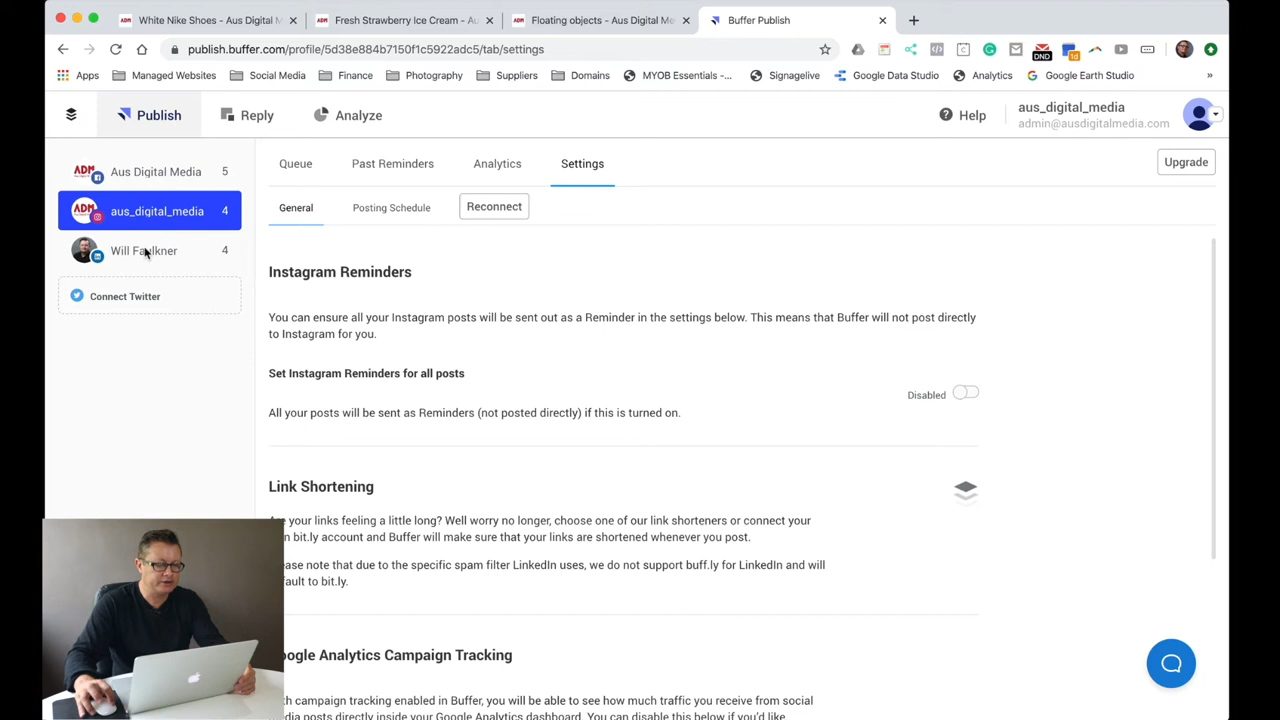 White Nike Shoes - Aus Digital M
Fresh Strawberry Ice Cream - Au
Floating objects - Aus Digital Me
Buffer Publish
publish.buffer.com/profile/5d38e884b7150f1c5922adc5/tab/settings
DND
1d
Apps
Managed Websites
Social Media
Finance
Photography
Suppliers
Domains
MYOB Essentials -...
Signagelive
Google Data Studio
Analytics
Google Earth Studio
»
Publish
Reply
Analyze
Help
aus_digital_media
admin@ausdigitalmedia.com
ADM
Aus Digital Media
5
ADM
aus_digital_media
4
Will Faulkner
4
Connect Twitter
Queue
Past Reminders
Analytics
Settings
Upgrade
General
Posting Schedule
Reconnect
Instagram Reminders
You can ensure all your Instagram posts will be sent out as a Reminder in the settings below. This means that Buffer will not post directly
to Instagram for you.
Set Instagram Reminders for all posts
Disabled
All your posts will be sent as Reminders (not posted directly) if this is turned on.
Link Shortening
e your links feeling a little long? Well worry no longer, choose one of our link shorteners or connect your
n bit.ly account and Buffer will make sure that your links are shortened whenever you post.
ease note that due to the specific spam filter LinkedIn uses, we do not support buff.ly for LinkedIn and will
fault to bit.ly.
oogle Analytics Campaign Tracking
th campaign tracking enabled in Buffer, you will be able to see how much traffic you receive from social
edia posts directly inside your Google Analytics dashboard. You can disable this below if you'd like